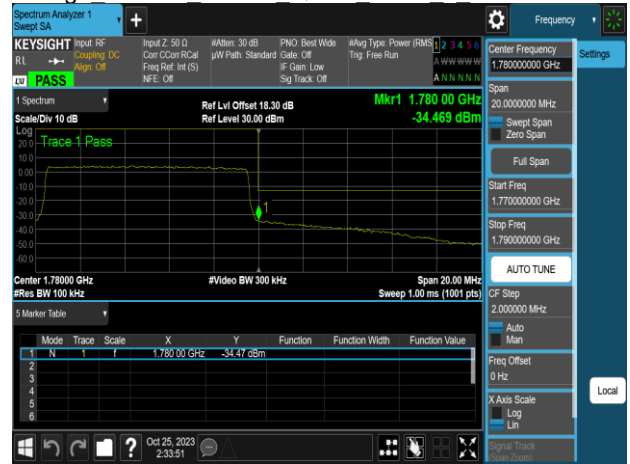 Spectrum Analyzer 1
Swept SA
Frequency
KEYSIGHT
Input: RF
Coupling: DC
Align: Off
Input Z: 50 Ω
Corr CCorr RCal
Freq Ref: Int (S)
NFE: Off
#Atten: 30 dB
µW Path: Standard
PNO: Best Wide
Gate: Off
IF Gain: Low
Sig Track: Off
#Avg Type: Power (RMS
Trig: Free Run
1 2 3 4 5 6
A W W W W W
A N N N N N
RL
LXI
PASS
1 Spectrum
Scale/Div 10 dB
Ref Lvl Offset 18.30 dB
Ref Level 30.00 dBm
Mkr1 1.780 00 GHz
-34.469 dBm
Log
Trace 1 Pass
20.0
10.0
0.00
-10.0
-20.0
-30.0
-40.0
-50.0
-60.0
1
Center 1.78000 GHz
#Res BW 100 kHz
#Video BW 300 kHz
Span 20.00 MHz
Sweep 1.00 ms (1001 pts)
5 Marker Table
Mode Trace Scale X Y Function Function Width Function Value
1 N 1 f 1.780 00 GHz -34.47 dBm
2
3
4
5
6
Oct 25, 2023
2:33:51
Center Frequency
1.780000000 GHz
Settings
Span
20.0000000 MHz
Swept Span
Zero Span
Full Span
Start Freq
1.770000000 GHz
Stop Freq
1.790000000 GHz
AUTO TUNE
CF Step
2.000000 MHz
Auto
Man
Freq Offset
0 Hz
Local
X Axis Scale
Log
Lin
Signal Track
(Span Zoom)